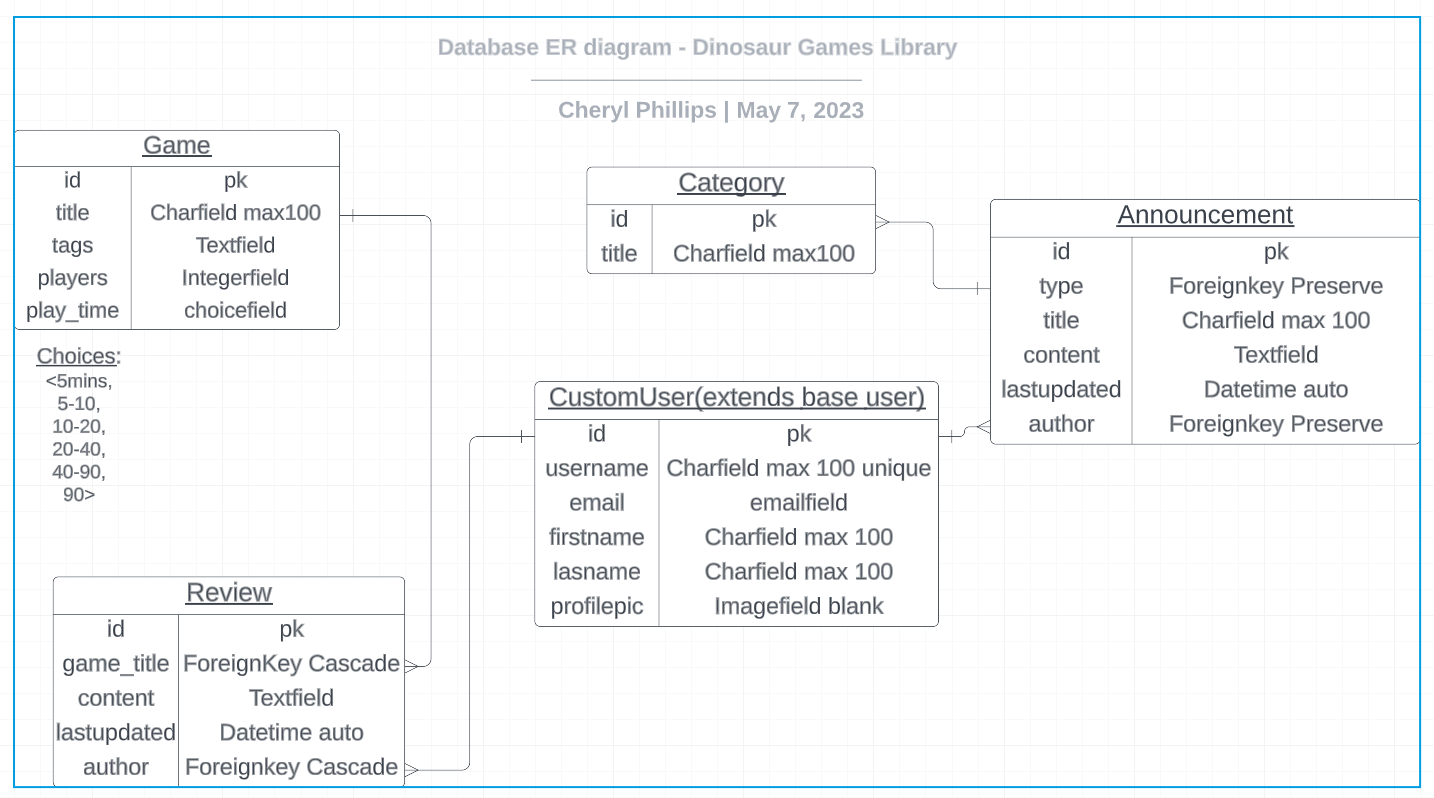 Database ER diagram - Dinosaur Games Library
Cheryl Phillips | May 7, 2023
Game
id pk
title Charfield max100
tags Textfield
players Integerfield
play_time choicefield
Choices:
<5mins,
5-10,
10-20,
20-40,
40-90,
90>
Category
id pk
title Charfield max100
Announcement
id pk
type Foreignkey Preserve
title Charfield max 100
content Textfield
lastupdated Datetime auto
author Foreignkey Preserve
CustomUser(extends base user)
id pk
username Charfield max 100 unique
email emailfield
firstname Charfield max 100
lasname Charfield max 100
profilepic Imagefield blank
Review
id pk
game_title ForeignKey Cascade
content Textfield
lastupdated Datetime auto
author Foreignkey Cascade